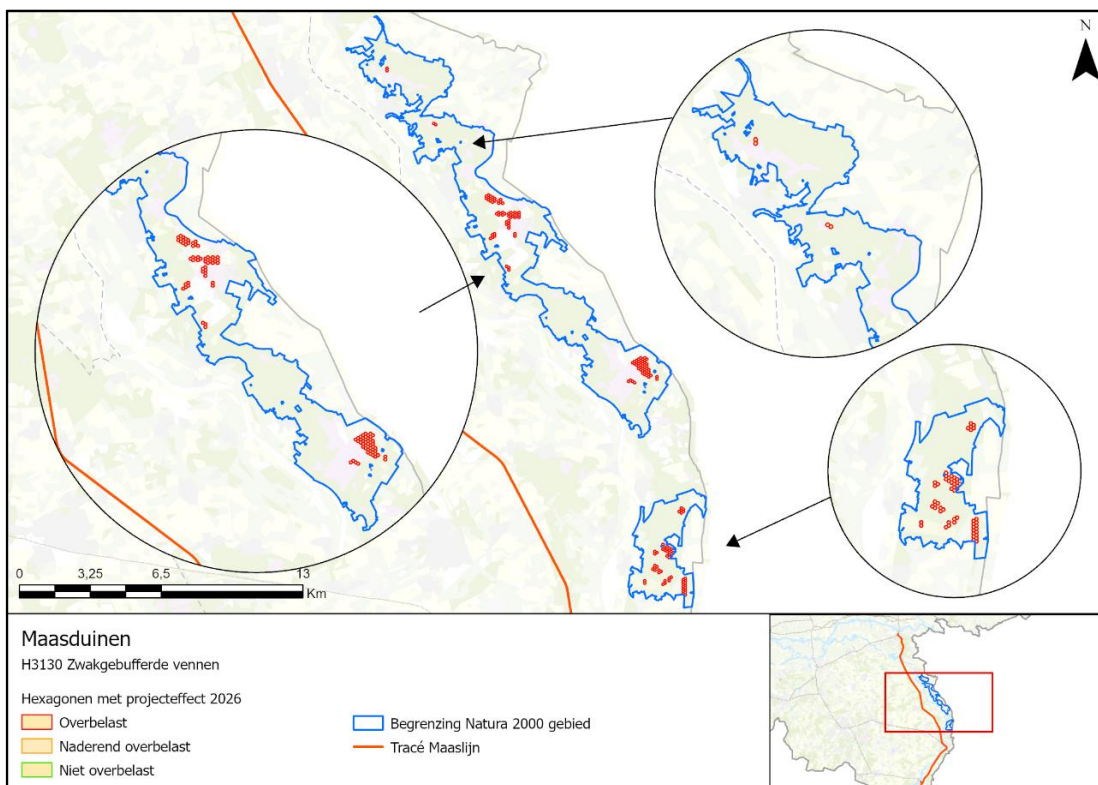 N
0
3,25
6,5
13
Km
Maasduinen
H3130 Zwakgebufferde vennen
Hexagonen met projecteffect 2026
Overbelast
Naderend overbelast
Niet overbelast
Begrenzing Natura 2000 gebied
Tracé Maaslijn